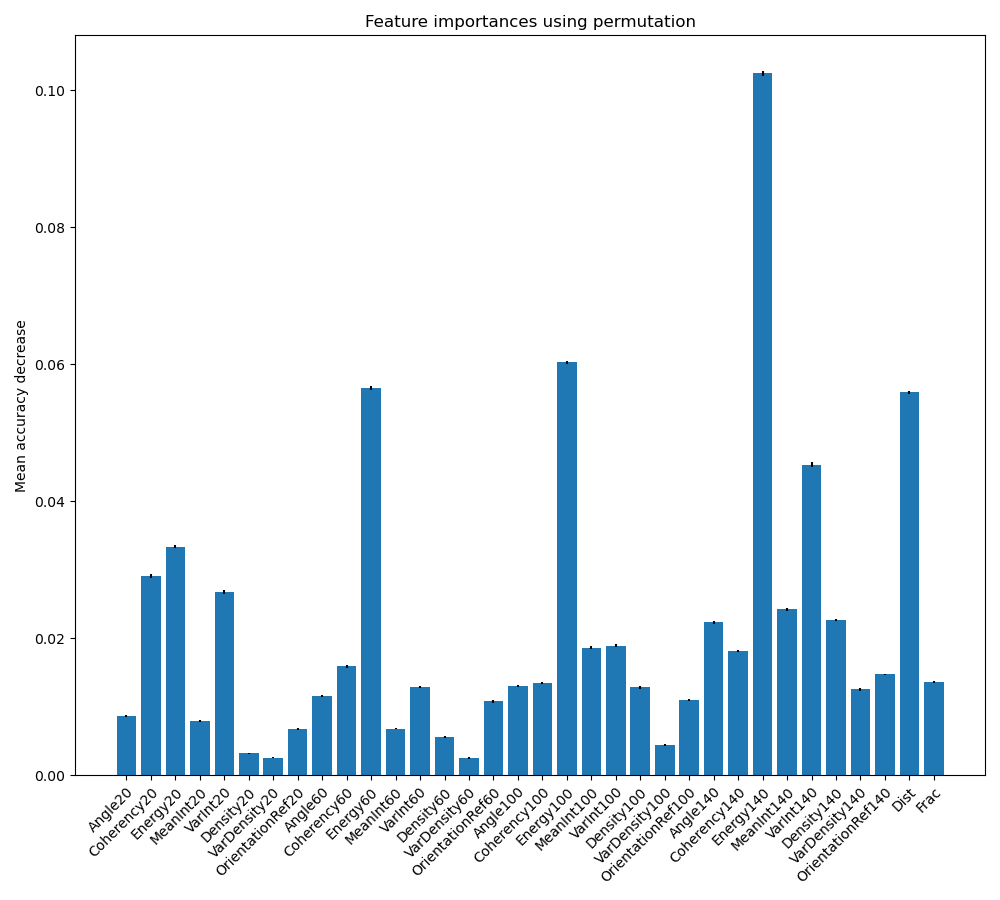 Feature importances using permutation
Mean accuracy decrease
0.10
0.08
0.06
0.04
0.02
0.00
Angle20
Coherency20
Energy20
MeanInt20
VarInt20
Density20
VarDensity20
OrientationRef20
Angle60
Coherency60
Energy60
MeanInt60
VarInt60
Density60
VarDensity60
OrientationRef60
Angle100
Coherency100
Energy100
MeanInt100
VarInt100
Density100
VarDensity100
OrientationRef100
Angle140
Coherency140
Energy140
MeanInt140
VarInt140
Density140
VarDensity140
OrientationRef140
Dist
Frac